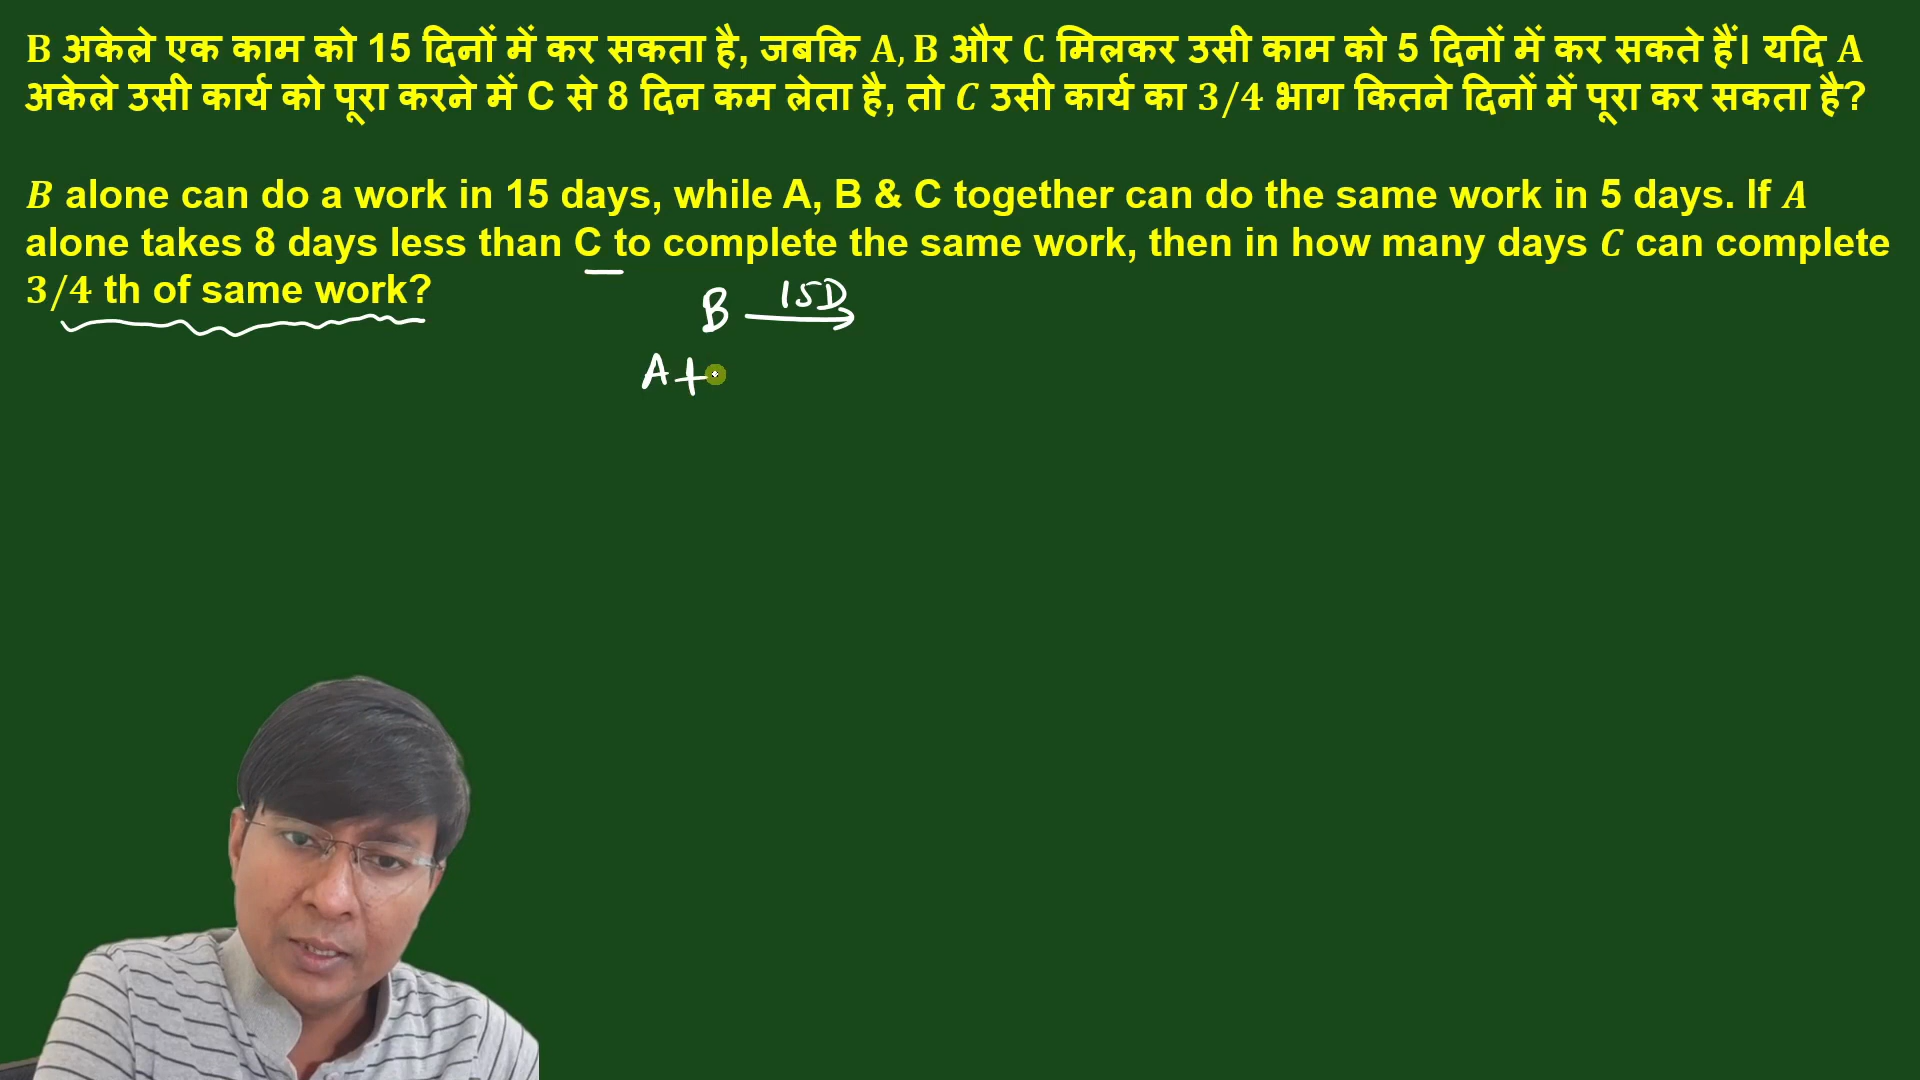 B अकेले एक काम को 15 दिनों में कर सकता है, जबकि A, B और C मिलकर उसी काम को 5 दिनों में कर सकते हैं। यदि A
अकेले उसी कार्य को पूरा करने में C से 8 दिन कम लेता है, तो C उसी कार्य का 3/4 भाग कितने दिनों में पूरा कर सकता है?
B alone can do a work in 15 days, while A, B & C together can do the same work in 5 days. If A
alone takes 8 days less than C to complete the same work, then in how many days C can complete
3/4 th of same work?
B 15D
A+